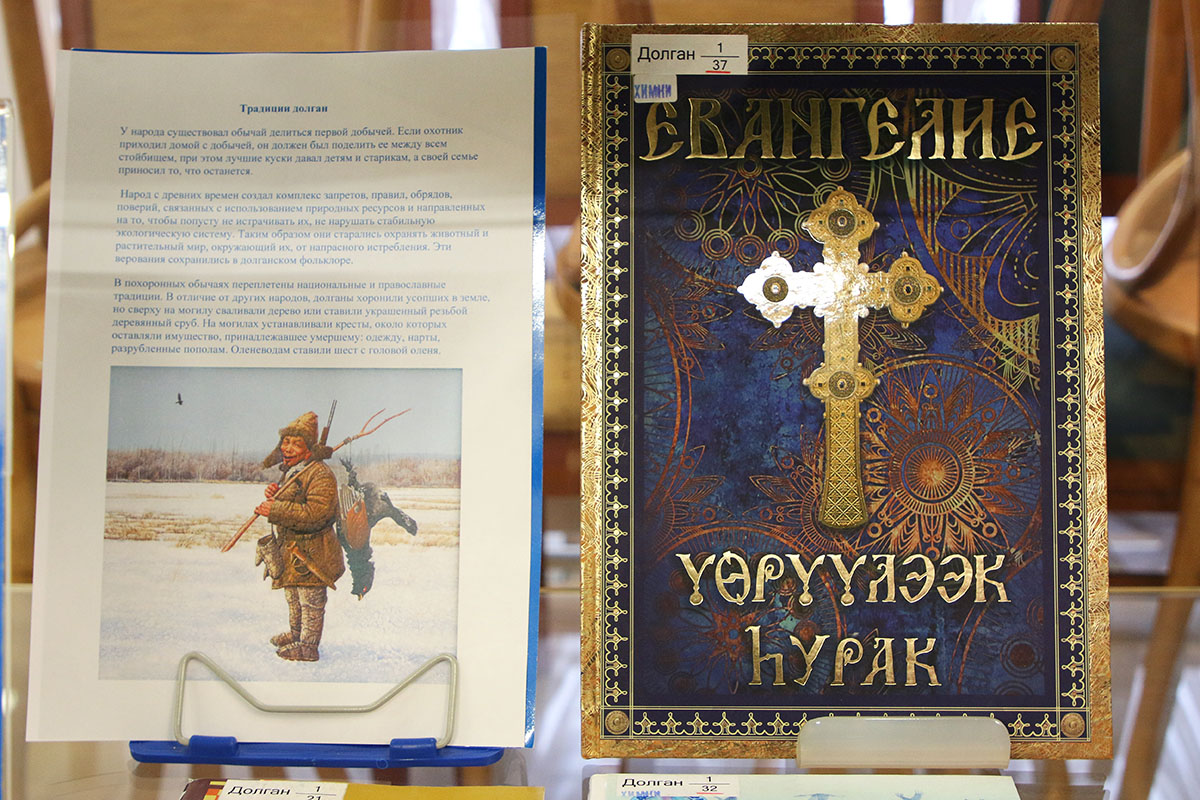 Традиции долган
У народа существовал обычай делиться первой добычей. Если охотник
приходил домой с добычей, он должен был поделить ее между всем
стойбищем, при этом лучшие куски давал детям и старикам, а своей семье
приносил то, что останется.
Народ с древних времен создал комплекс запретов, правил, обрядов,
поверий, связанных с использованием природных ресурсов и направленных
на то, чтобы попусту не истрачивать их, не нарушать стабильную
экологическую систему. Таким образом они старались охранять животный и
растительный мир, окружающий их, от напрасного истребления. Эти
верования сохранились в долганском фольклоре.
В похоронных обычаях переплетены национальные и православные
традиции. В отличие от других народов, долганы хоронили усопших в земле,
но сверху на могилу сваливали дерево или ставили украшенный резьбой
деревянный сруб. На могилах устанавливали кресты, около которых
оставляли имущество, принадлежавшее умершему: одежду, нарты,
разрубленные пополам. Оленеводам ставили шест с головой оленя.
Долган 1
37
ХИМКИ
ЕВАНГЕЛИЕ
ҮӨРҮҮЛЭЭК
ҺУРАК
Долган 1
21
Долган 1
32
ХИМКИ